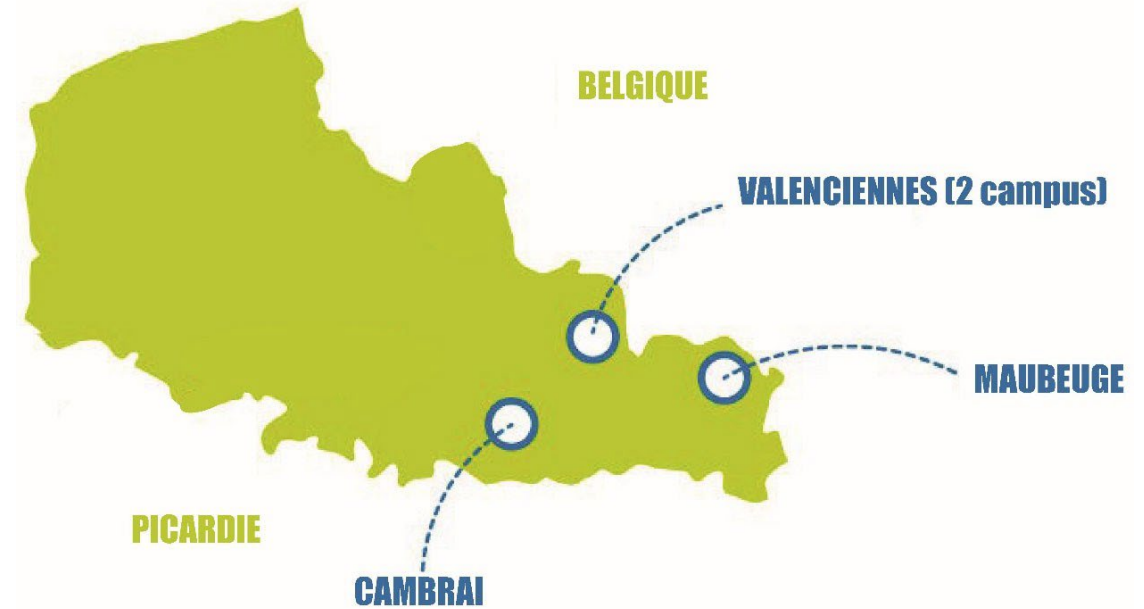 BELGIQUE
VALENCIENNES (2 campus)
MAUBEUGE
PICARDIE
CAMBRAI